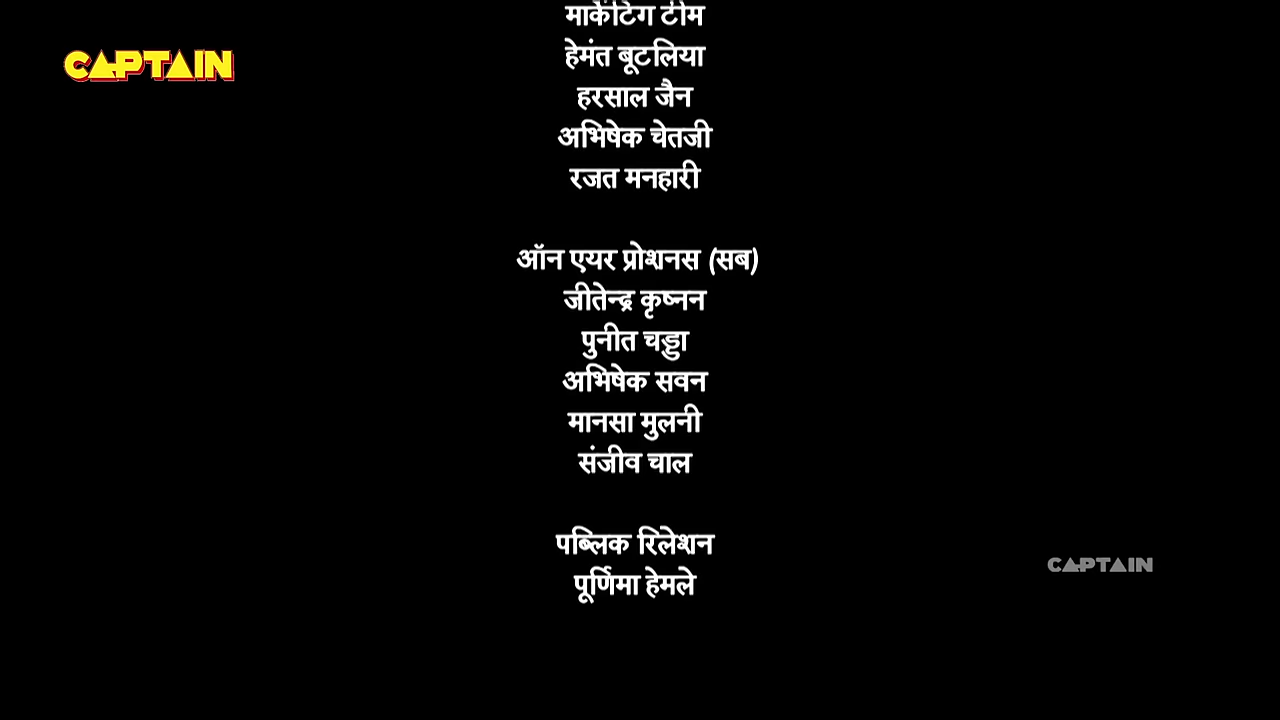 मार्केटिंग टीम
CAPTAIN
हेमंत बूटलिया
हरसाल जैन
अभिषेक चेतजी
रजत मनहारी
ऑन एयर प्रोशनस (सब)
जीतेन्द्र कृष्नन
पुनीत चड्डा
अभिषेक सवन
मानसा मुलनी
संजीव चाल
पब्लिक रिलेशन
CAPTAIN
पूर्णिमा हेमले